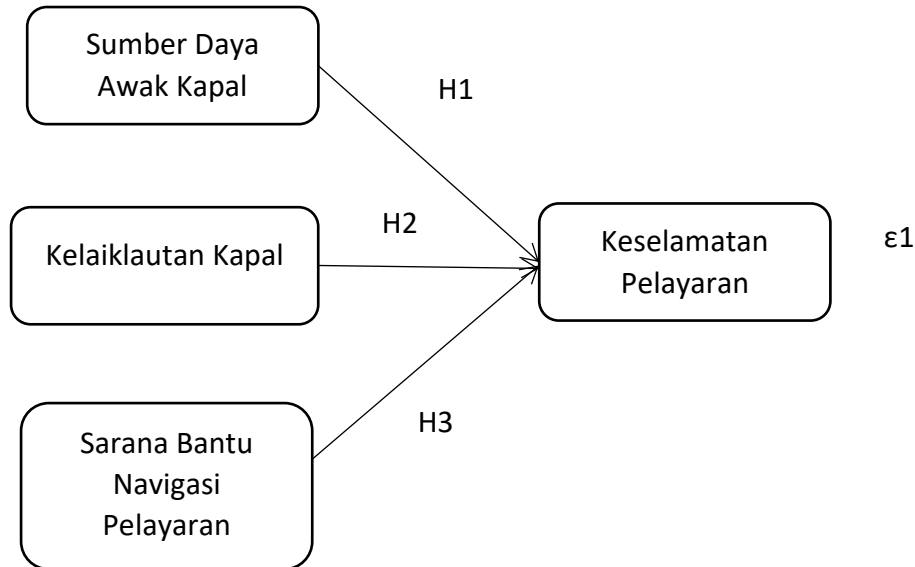 Sumber Daya
Awak Kapal
H1
Kelaiklautan Kapal
H2
Keselamatan
Pelayaran
ε1
Sarana Bantu
Navigasi
Pelayaran
H3